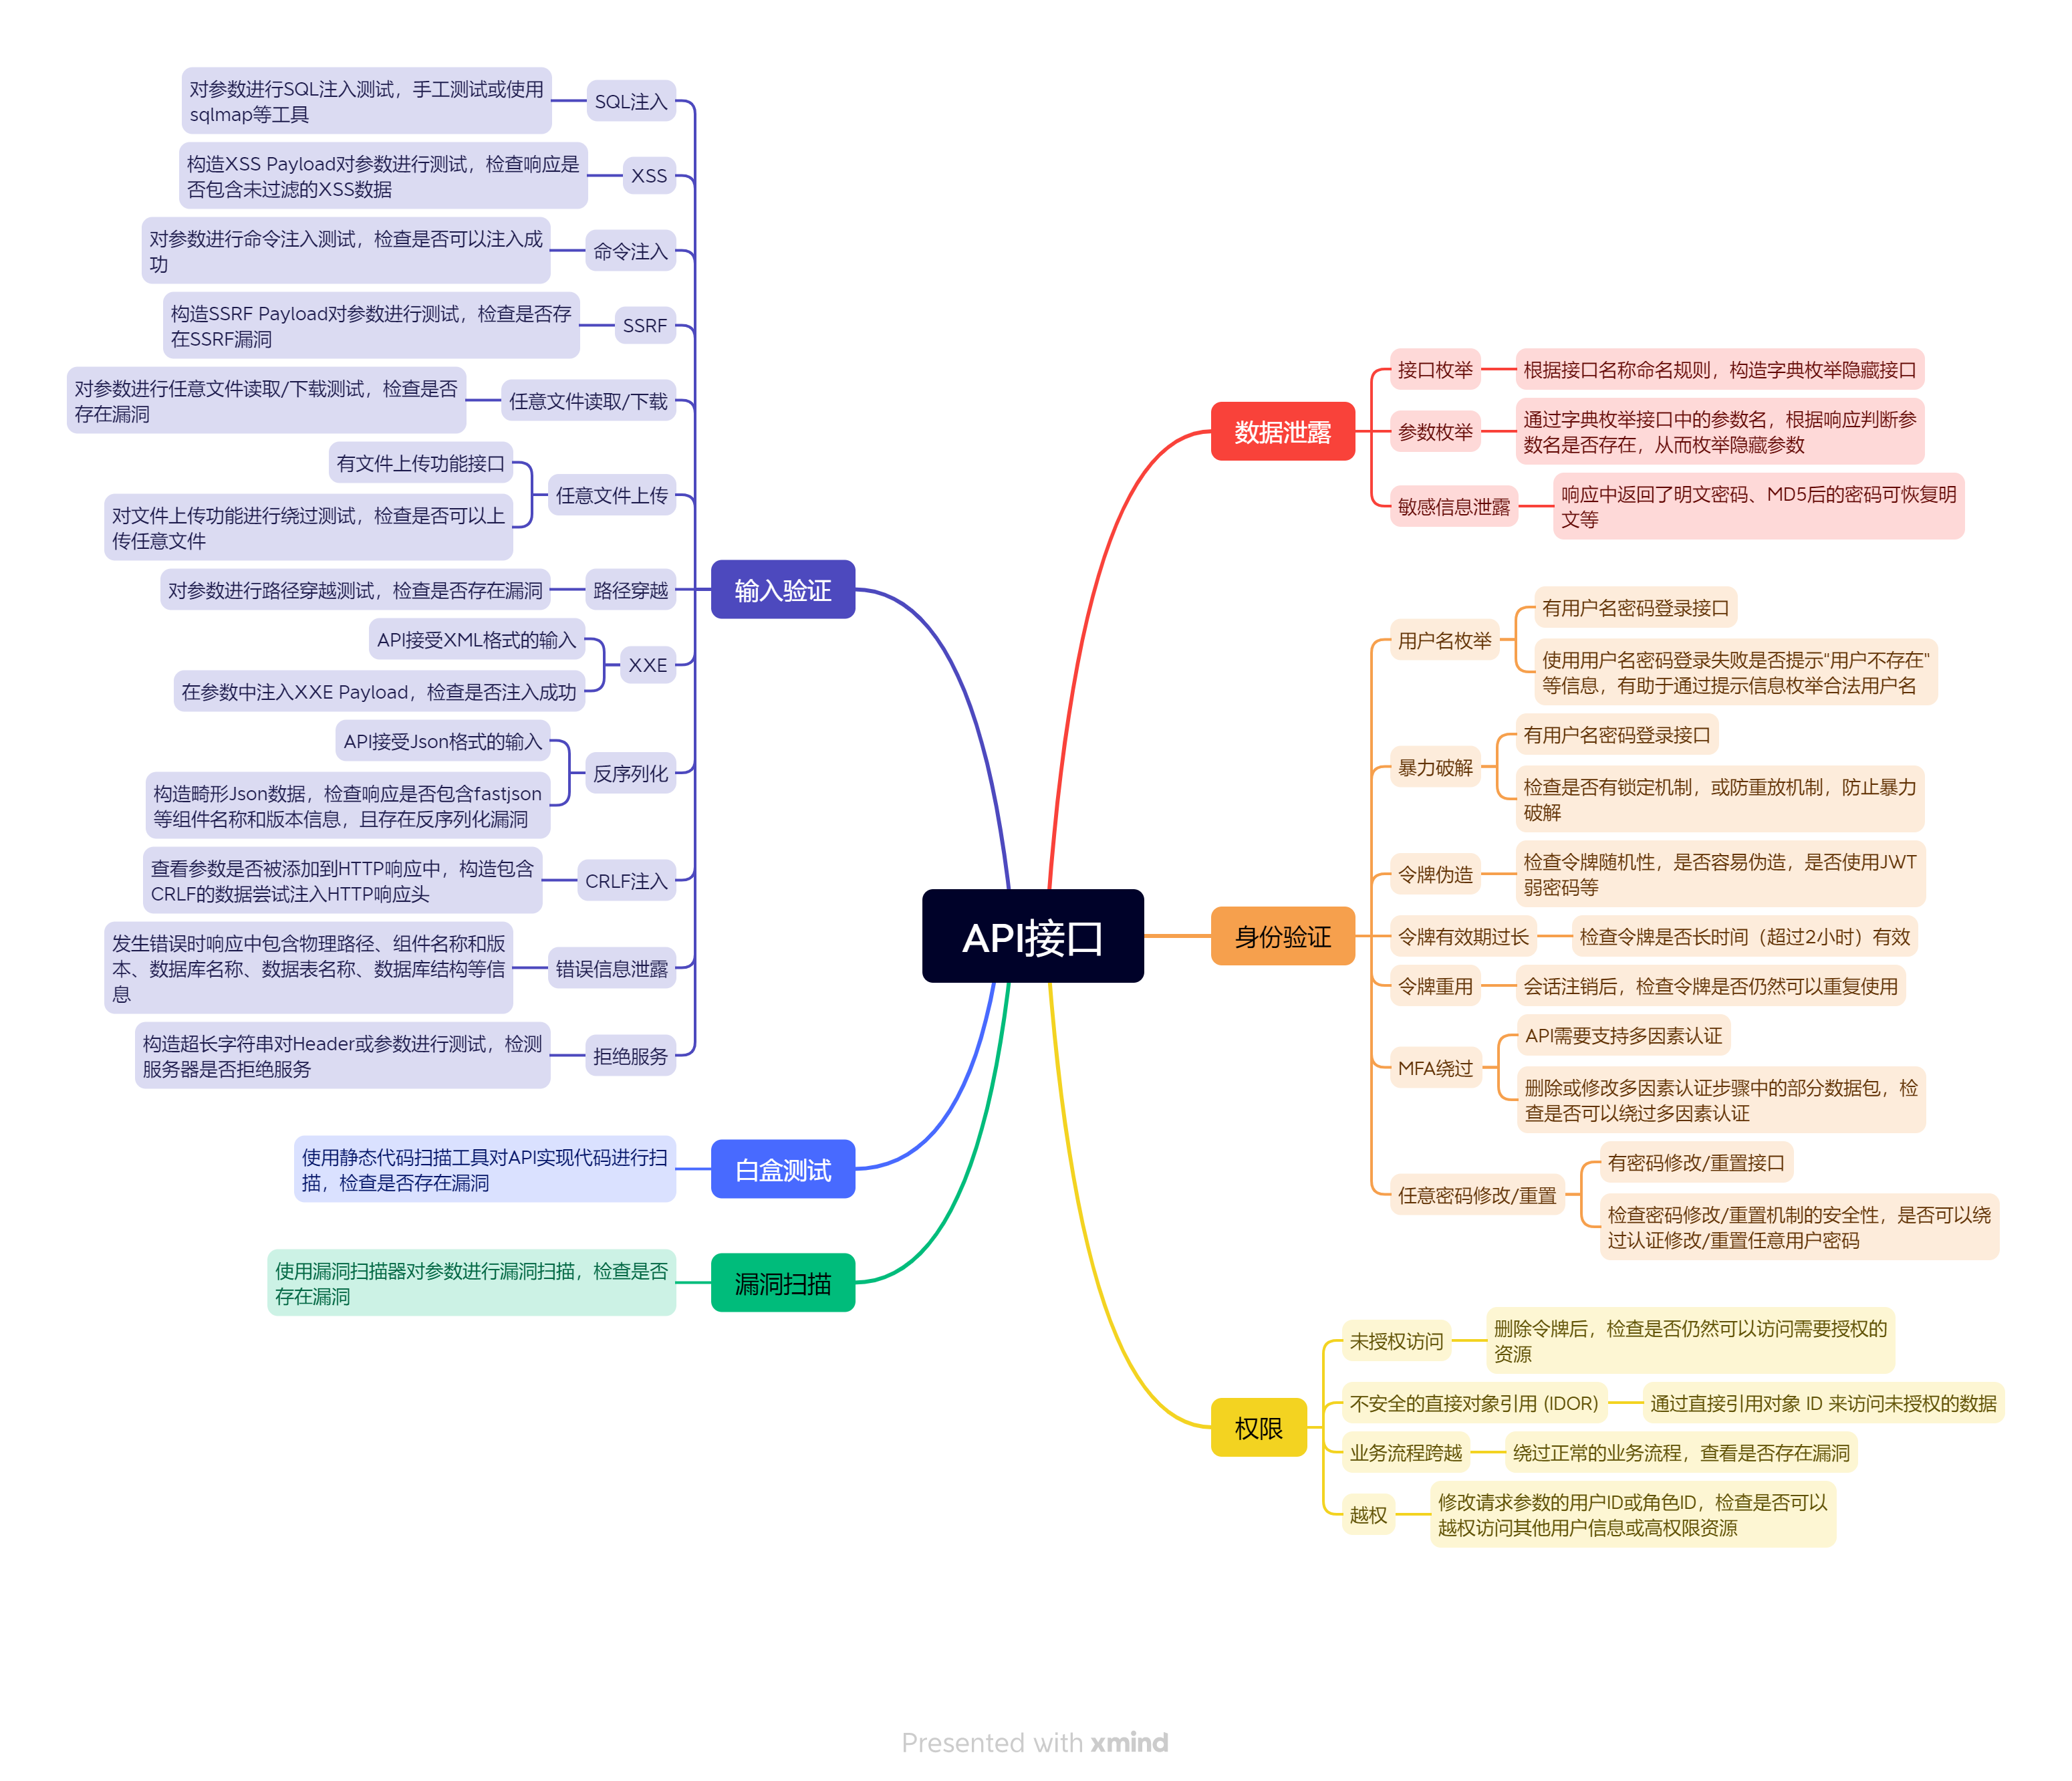 API接口
数据泄露
接口枚举
根据接口名称命名规则，构造字典枚举隐藏接口
参数枚举
通过字典枚举接口中的参数名，根据响应判断参
数名是否存在，从而枚举隐藏参数
敏感信息泄露
响应中返回了明文密码、MD5后的密码可恢复明
文等
身份验证
用户名枚举
有用户名密码登录接口
使用用户名密码登录失败是否提示"用户不存在"
等信息，有助于通过提示信息枚举合法用户名
暴力破解
有用户名密码登录接口
检查是否有锁定机制，或防重放机制，防止暴力
破解
令牌伪造
检查令牌随机性，是否容易伪造，是否使用JWT
弱密码等
令牌有效期过长
检查令牌是否长时间（超过2小时）有效
令牌重用
会话注销后，检查令牌是否仍然可以重复使用
MFA绕过
API需要支持多因素认证
删除或修改多因素认证步骤中的部分数据包，检
查是否可以绕过多因素认证
任意密码修改/重置
有密码修改/重置接口
检查密码修改/重置机制的安全性，是否可以绕
过认证修改/重置任意用户密码
权限
未授权访问
删除令牌后，检查是否仍然可以访问需要授权的
资源
不安全的直接对象引用 (IDOR)
通过直接引用对象 ID 来访问未授权的数据
业务流程跨越
绕过正常的业务流程，查看是否存在漏洞
越权
修改请求参数的用户ID或角色ID，检查是否可以
越权访问其他用户信息或高权限资源
输入验证
SQL注入
对参数进行SQL注入测试，手工测试或使用
sqlmap等工具
XSS
构造XSS Payload对参数进行测试，检查响应是
否包含未过滤的XSS数据
命令注入
对参数进行命令注入测试，检查是否可以注入成
功
SSRF
构造SSRF Payload对参数进行测试，检查是否存
在SSRF漏洞
任意文件读取/下载
对参数进行任意文件读取/下载测试，检查是否
存在漏洞
任意文件上传
有文件上传功能接口
对文件上传功能进行绕过测试，检查是否可以上
传任意文件
路径穿越
对参数进行路径穿越测试，检查是否存在漏洞
XXE
API接受XML格式的输入
在参数中注入XXE Payload，检查是否注入成功
反序列化
API接受Json格式的输入
构造畸形Json数据，检查响应是否包含fastjson
等组件名称和版本信息，且存在反序列化漏洞
CRLF注入
查看参数是否被添加到HTTP响应中，构造包含
CRLF的数据尝试注入HTTP响应头
错误信息泄露
发生错误时响应中包含物理路径、组件名称和版
本、数据库名称、数据表名称、数据库结构等信
息
拒绝服务
构造超长字符串对Header或参数进行测试，检测
服务器是否拒绝服务
白盒测试
使用静态代码扫描工具对API实现代码进行扫
描，检查是否存在漏洞
漏洞扫描
使用漏洞扫描器对参数进行漏洞扫描，检查是否
存在漏洞
Presented with xmind